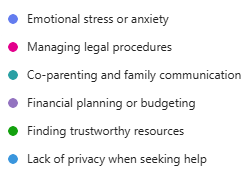 Emotional stress or anxiety
Managing legal procedures
Co-parenting and family communication
Financial planning or budgeting
Finding trustworthy resources
Lack of privacy when seeking help